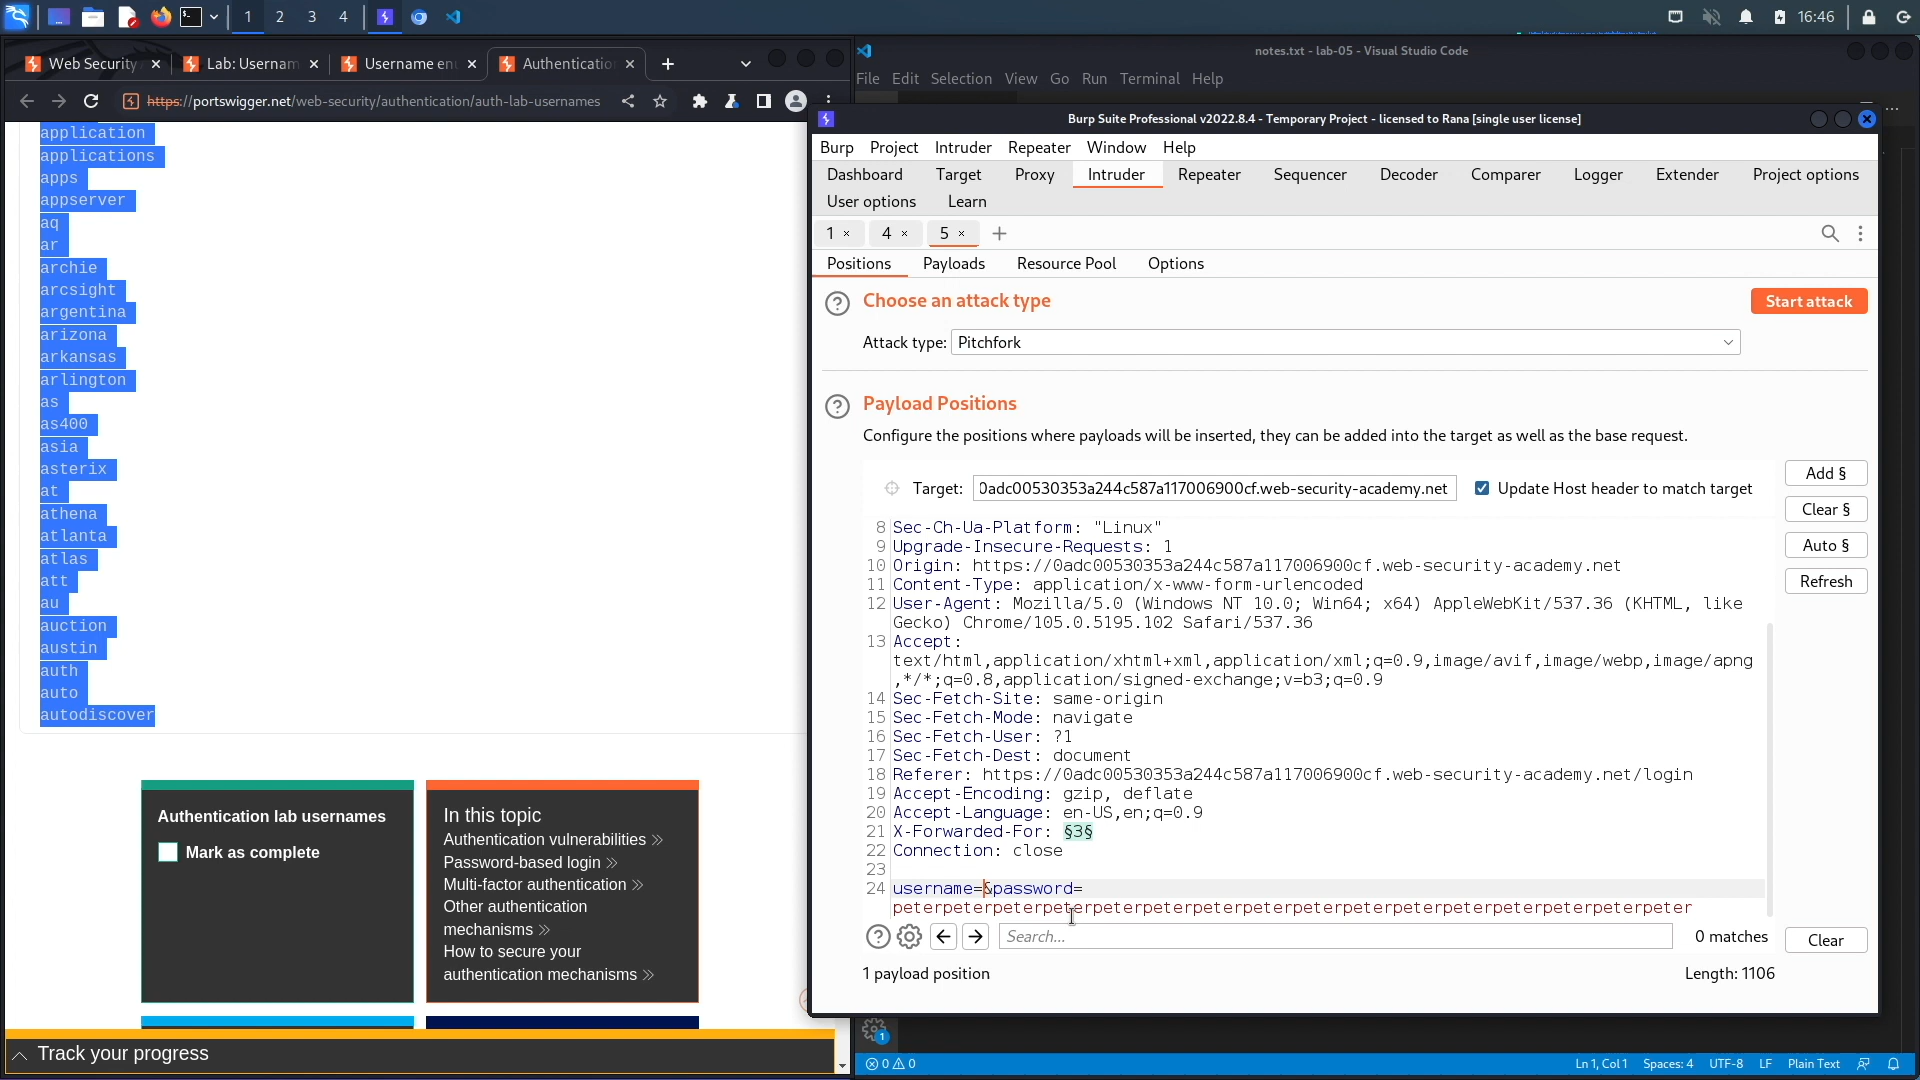 1
2
3
4
16:46
Web Security
Lab: Usernam
Username en
Authenticatio
https://portswigger.net/web-security/authentication/auth-lab-usernames
application
applications
apps
appserver
aq
ar
archie
arcsight
argentina
arizona
arkansas
arlington
as
as400
asia
asterix
at
athena
atlanta
atlas
att
au
auction
austin
auth
auto
autodiscover
Authentication lab usernames
Mark as complete
In this topic
Authentication vulnerabilities
Password-based login
Multi-factor authentication
Other authentication
mechanisms
How to secure your
authentication mechanisms
Track your progress
notes.txt - lab-05 - Visual Studio Code
File Edit Selection View Go Run Terminal Help
Burp Suite Professional v2022.8.4 - Temporary Project - licensed to Rana [single user license]
Burp Project Intruder Repeater Window Help
Dashboard Target Proxy Intruder Repeater Sequencer Decoder Comparer Logger Extender Project options
User options Learn
1 × 4 × 5 ×
Positions Payloads Resource Pool Options
Choose an attack type
Start attack
Attack type: Pitchfork
Payload Positions
Configure the positions where payloads will be inserted, they can be added into the target as well as the base request.
Target: 0adc00530353a244c587a117006900cf.web-security-academy.net
Update Host header to match target
Add §
Clear §
Auto §
Refresh
8 Sec-Ch-Ua-Platform: "Linux"
9 Upgrade-Insecure-Requests: 1
10 Origin: https://0adc00530353a244c587a117006900cf.web-security-academy.net
11 Content-Type: application/x-www-form-urlencoded
12 User-Agent: Mozilla/5.0 (Windows NT 10.0; Win64; x64) AppleWebKit/537.36 (KHTML, like
Gecko) Chrome/105.0.5195.102 Safari/537.36
13 Accept:
text/html,application/xhtml+xml,application/xml;q=0.9,image/avif,image/webp,image/apng
,*/*;q=0.8,application/signed-exchange;v=b3;q=0.9
14 Sec-Fetch-Site: same-origin
15 Sec-Fetch-Mode: navigate
16 Sec-Fetch-User: ?1
17 Sec-Fetch-Dest: document
18 Referer: https://0adc00530353a244c587a117006900cf.web-security-academy.net/login
19 Accept-Encoding: gzip, deflate
20 Accept-Language: en-US,en;q=0.9
21 X-Forwarded-For: §3§
22 Connection: close
23
24 username=&password=
peterpeterpeterpeterpeterpeterpeterpeterpeterpeterpeterpeterpeterpeterpeterpeter
Search...
0 matches
Clear
1 payload position
Length: 1106
1
0 0
Ln 1, Col 1 Spaces: 4 UTF-8 LF Plain Text